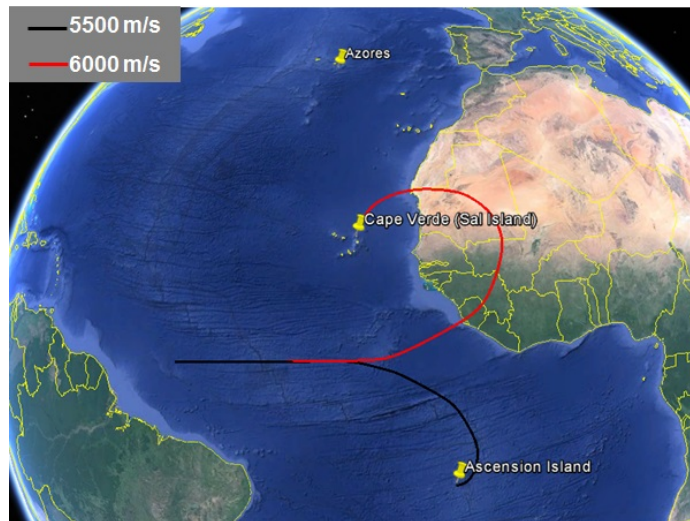 5500 m/s
6000 m/s
Azores
Cape Verde (Sal Island)
Ascension Island